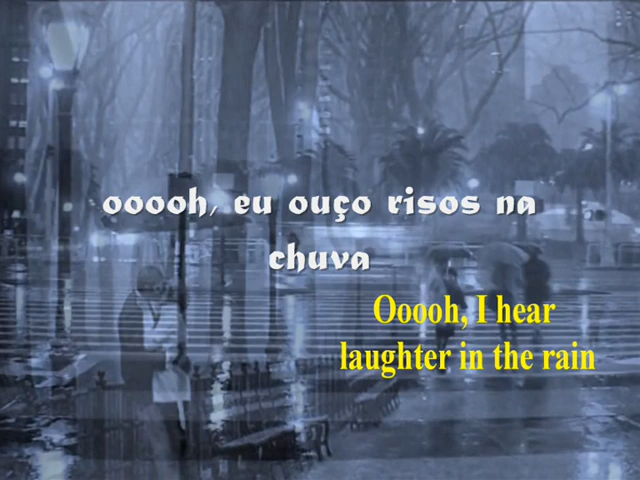 ooooh, eu ouço risos na
chuva
Ooooh, I hear
laughter in the rain